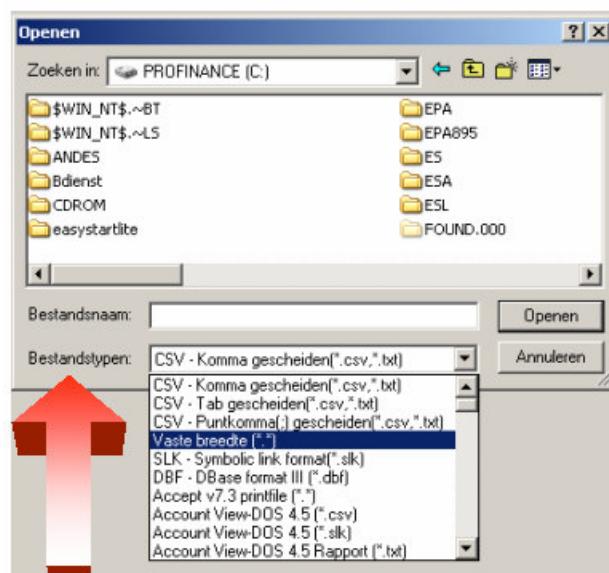 Openen
Zoeken in: PROFINANCE (C:)
$WIN_NT$.~BT
$WIN_NT$.~LS
ANDES
Bdienst
CDROM
easystartlite
EPA
EPA895
ES
ESA
ESL
FOUND.000
Bestandsnaam:
Openen
Bestandstypen: CSV - Komma gescheiden(*.csv,*.txt)
Annuleren
CSV - Komma gescheiden(*.csv,*.txt)
CSV - Tab gescheiden(*.csv,*.txt)
CSV - Puntkomma(;) gescheiden(*.csv,*.txt)
Vaste breedte (*.*)
SLK - Symbolic link format(*.slk)
DBF - DBase format III (*.dbf)
Accept v7.3 printfile (*.*)
Account View-DOS 4.5 (*.csv)
Account View-DOS 4.5 (*.slk)
Account View-DOS 4.5 Rapport (*.txt)